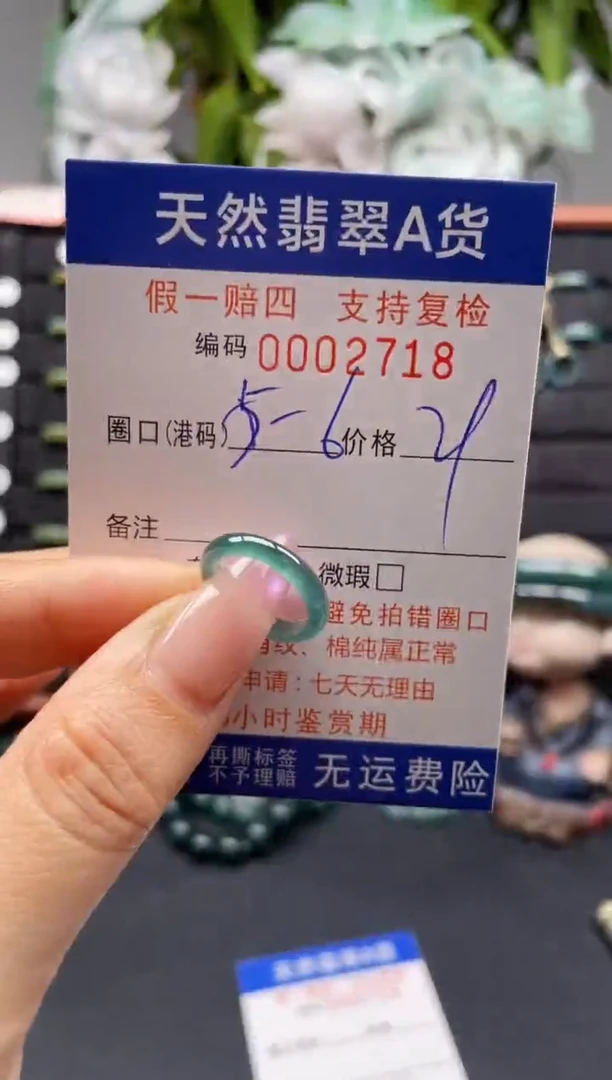 天然翡翠A货
假一赔四 支持复检
编码 0002718
圈口(港码) 5-6 价格
备注
微瑕□
避免拍错圈口
纹、棉纯属正常
申请:七天无理由
小时鉴赏期
再撕标签
不予理赔
无运费险